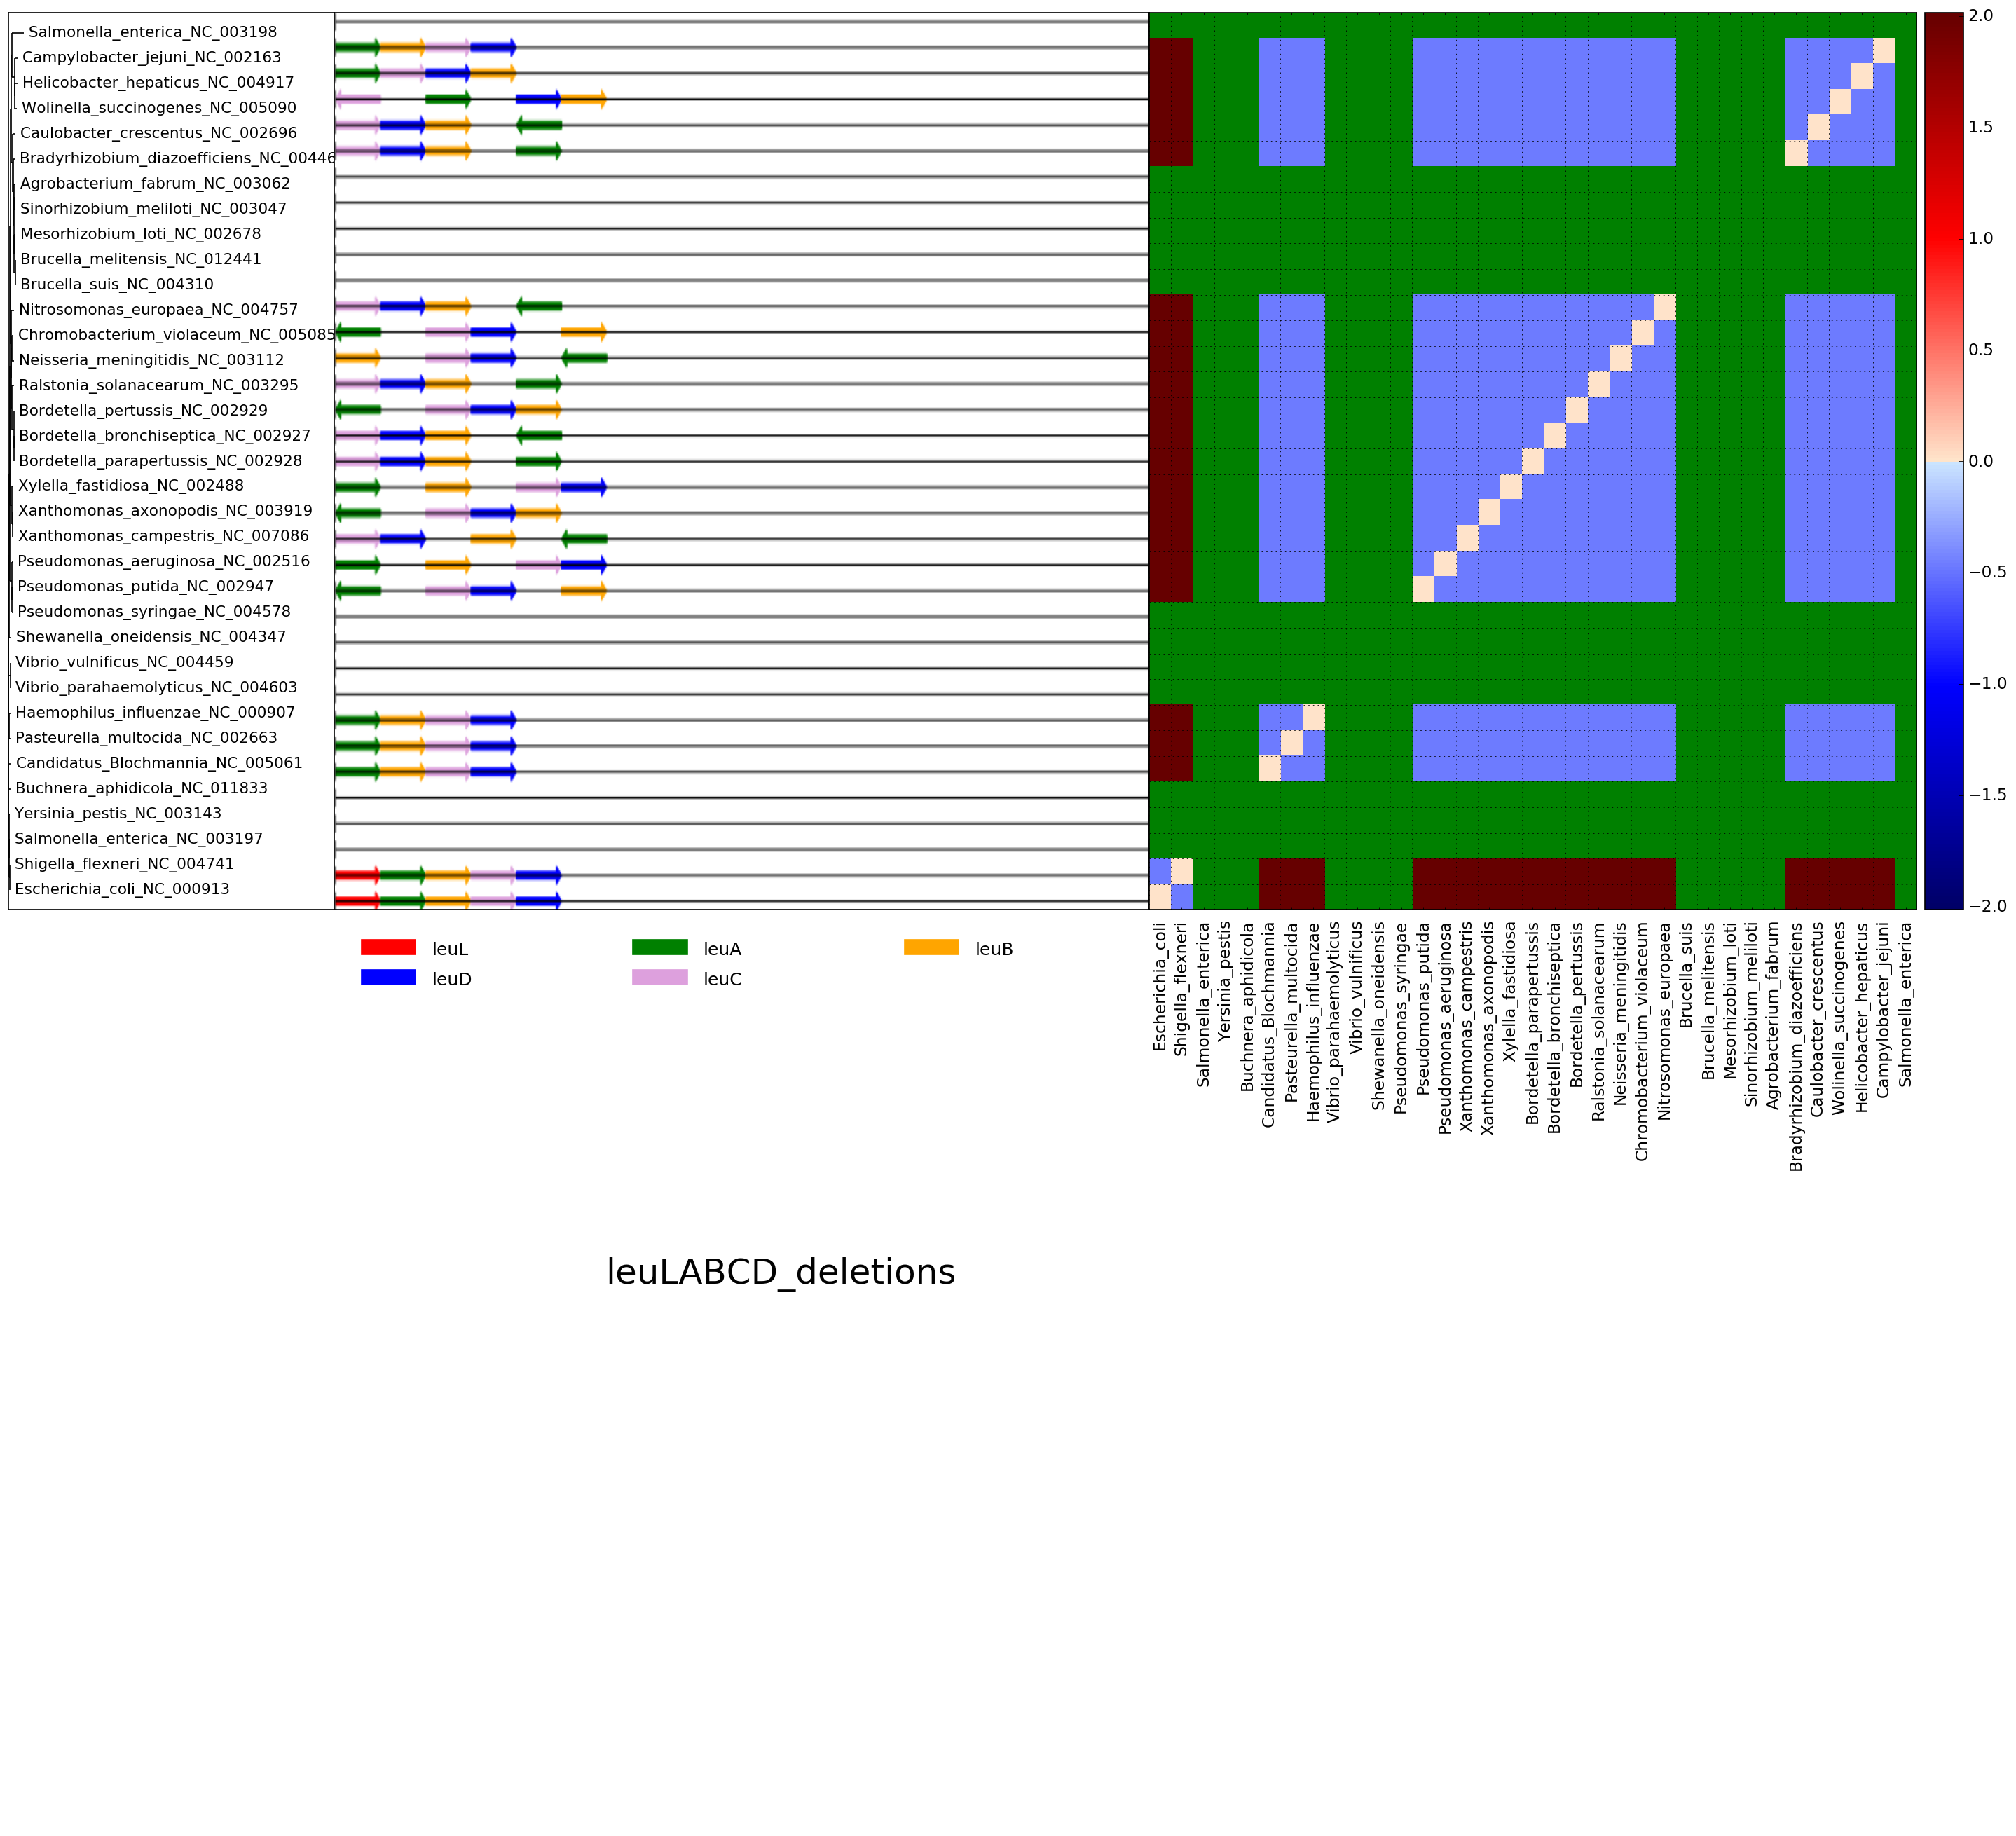 Salmonella_enterica_NC_003198
Campylobacter_jejuni_NC_002163
Helicobacter_hepaticus_NC_004917
Wolinella_succinogenes_NC_005090
Caulobacter_crescentus_NC_002696
Bradyrhizobium_diazoefficiens_NC_00446
Agrobacterium_fabrum_NC_003062
Sinorhizobium_meliloti_NC_003047
Mesorhizobium_loti_NC_002678
Brucella_melitensis_NC_012441
Brucella_suis_NC_004310
Nitrosomonas_europaea_NC_004757
Chromobacterium_violaceum_NC_005085
Neisseria_meningitidis_NC_003112
Ralstonia_solanacearum_NC_003295
Bordetella_pertussis_NC_002929
Bordetella_bronchiseptica_NC_002927
Bordetella_parapertussis_NC_002928
Xylella_fastidiosa_NC_002488
Xanthomonas_axonopodis_NC_003919
Xanthomonas_campestris_NC_007086
Pseudomonas_aeruginosa_NC_002516
Pseudomonas_putida_NC_002947
Pseudomonas_syringae_NC_004578
Shewanella_oneidensis_NC_004347
Vibrio_vulnificus_NC_004459
Vibrio_parahaemolyticus_NC_004603
Haemophilus_influenzae_NC_000907
Pasteurella_multocida_NC_002663
Candidatus_Blochmannia_NC_005061
Buchnera_aphidicola_NC_011833
Yersinia_pestis_NC_003143
Salmonella_enterica_NC_003197
Shigella_flexneri_NC_004741
Escherichia_coli_NC_000913
2.0
1.5
1.0
0.5
0.0
−0.5
−1.0
−1.5
−2.0
leuL
leuA
leuB
leuD
leuC
Escherichia_coli
Shigella_flexneri
Salmonella_enterica
Yersinia_pestis
Buchnera_aphidicola
Candidatus_Blochmannia
Pasteurella_multocida
Haemophilus_influenzae
Vibrio_parahaemolyticus
Vibrio_vulnificus
Shewanella_oneidensis
Pseudomonas_syringae
Pseudomonas_putida
Pseudomonas_aeruginosa
Xanthomonas_campestris
Xanthomonas_axonopodis
Xylella_fastidiosa
Bordetella_parapertussis
Bordetella_bronchiseptica
Bordetella_pertussis
Ralstonia_solanacearum
Neisseria_meningitidis
Chromobacterium_violaceum
Nitrosomonas_europaea
Brucella_suis
Brucella_melitensis
Mesorhizobium_loti
Sinorhizobium_meliloti
Agrobacterium_fabrum
Bradyrhizobium_diazoefficiens
Caulobacter_crescentus
Wolinella_succinogenes
Helicobacter_hepaticus
Campylobacter_jejuni
Salmonella_enterica
leuLABCD_deletions